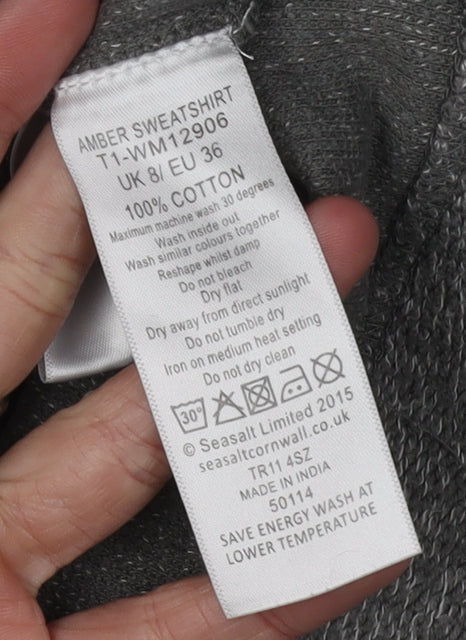 AMBER SWEATSHIRT
T1-WM12906
UK 8/ EU 36
100% COTTON
Maximum machine wash 30 degrees
Wash inside out
Wash similar colours together
Reshape whilst damp
Do not bleach
Dry flat
Dry away from direct sunlight
Do not tumble dry
Iron on medium heat setting
Do not dry clean
30°
© Seasalt Limited 2015
seasaltcornwall.co.uk
TR11 4SZ
MADE IN INDIA
50114
SAVE ENERGY WASH AT
LOWER TEMPERATURE